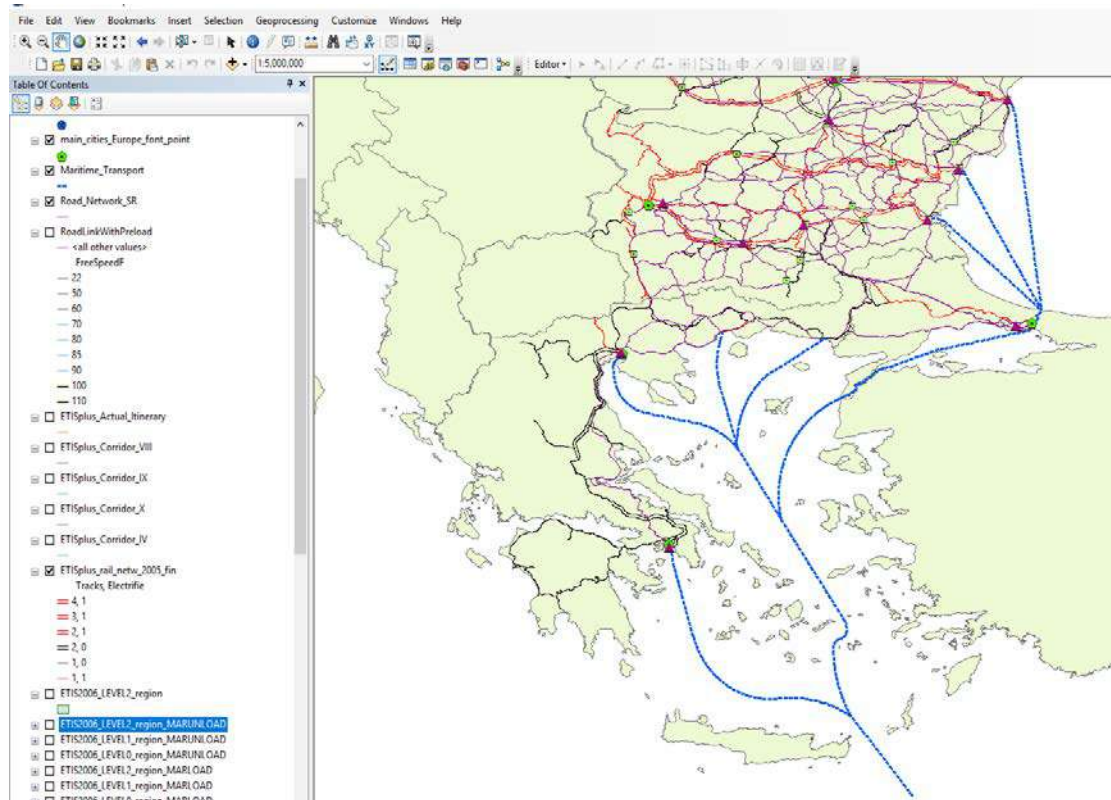 File Edit View Bookmarks Insert Selection Geoprocessing Customize Windows Help
1:5,000,000
Editor
Table Of Contents
main_cities_Europe_font_point
Maritime_Transport
Road_Network_SR
RoadLinkWithPreload
<all other values>
FreeSpeedF
22
50
60
70
80
85
90
100
110
ETISplus_Actual_Itinerary
ETISplus_Corridor_VIII
ETISplus_Corridor_IX
ETISplus_Corridor_X
ETISplus_Corridor_IV
ETISplus_rail_netw_2005_fin
Tracks, Electrifie
4, 1
3, 1
2, 1
2, 0
1, 0
1, 1
ETIS2006_LEVEL2_region
ETIS2006_LEVEL2_region_MARUNLOAD
ETIS2006_LEVEL1_region_MARUNLOAD
ETIS2006_LEVEL0_region_MARUNLOAD
ETIS2006_LEVEL2_region_MARLOAD
ETIS2006_LEVEL1_region_MARLOAD